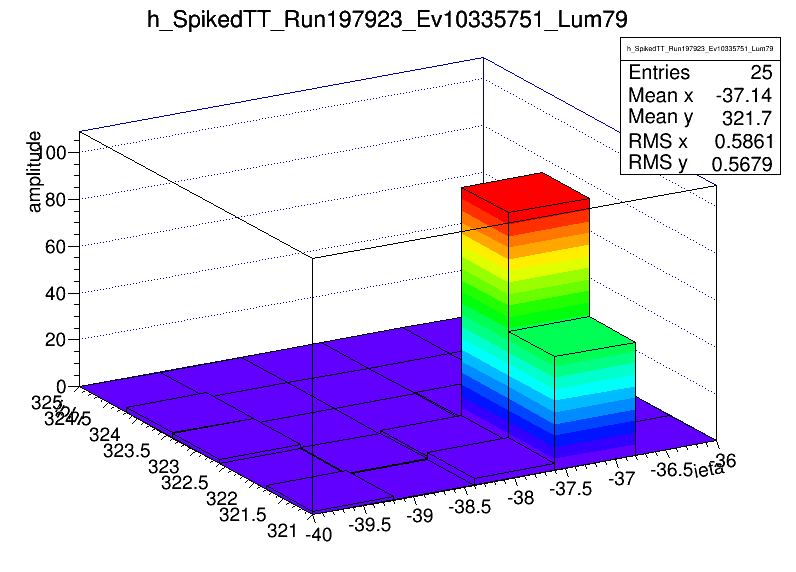 h_SpikedTT_Run197923_Ev10335751_Lum79
h_SpikedTT_Run197923_Ev10335751_Lum79
Entries 25
Mean x -37.14
Mean y 321.7
RMS x 0.5861
RMS y 0.5679
amplitude
00
80
60
40
20
0
325
324.5
324
323.5
323
322.5
322
321.5
321
-40
-39.5
-39
-38.5
-38
-37.5
-37
-36.5
-36
ieta